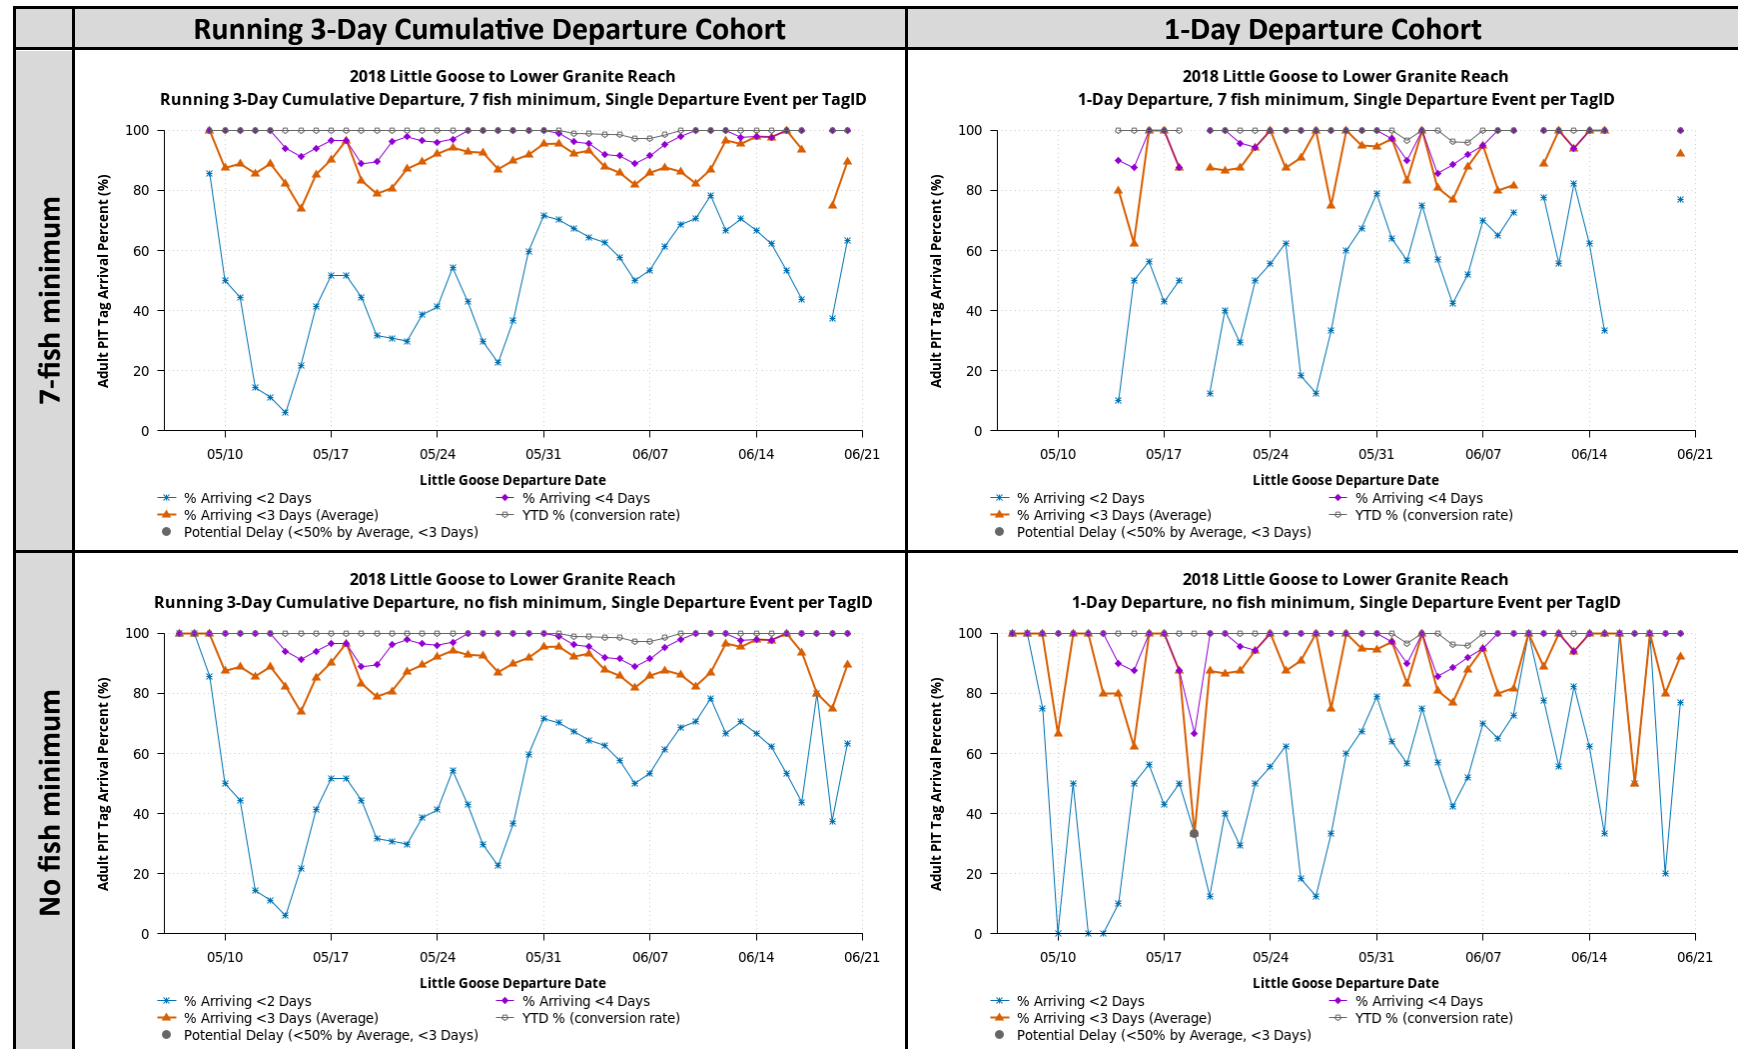 Running 3-Day Cumulative Departure Cohort
1-Day Departure Cohort
7-fish minimum
2018 Little Goose to Lower Granite Reach
Running 3-Day Cumulative Departure, 7 fish minimum, Single Departure Event per TagID
Adult PIT Tag Arrival Percent (%)
100
80
60
40
20
0
05/10 05/17 05/24 05/31 06/07 06/14 06/21
Little Goose Departure Date
% Arriving <2 Days
% Arriving <4 Days
% Arriving <3 Days (Average)
YTD % (conversion rate)
Potential Delay (<50% by Average, <3 Days)
2018 Little Goose to Lower Granite Reach
1-Day Departure, 7 fish minimum, Single Departure Event per TagID
Adult PIT Tag Arrival Percent (%)
100
80
60
40
20
0
05/10 05/17 05/24 05/31 06/07 06/14 06/21
Little Goose Departure Date
% Arriving <2 Days
% Arriving <4 Days
% Arriving <3 Days (Average)
YTD % (conversion rate)
Potential Delay (<50% by Average, <3 Days)
No fish minimum
2018 Little Goose to Lower Granite Reach
Running 3-Day Cumulative Departure, no fish minimum, Single Departure Event per TagID
Adult PIT Tag Arrival Percent (%)
100
80
60
40
20
0
05/10 05/17 05/24 05/31 06/07 06/14 06/21
Little Goose Departure Date
% Arriving <2 Days
% Arriving <4 Days
% Arriving <3 Days (Average)
YTD % (conversion rate)
Potential Delay (<50% by Average, <3 Days)
2018 Little Goose to Lower Granite Reach
1-Day Departure, no fish minimum, Single Departure Event per TagID
Adult PIT Tag Arrival Percent (%)
100
80
60
40
20
0
05/10 05/17 05/24 05/31 06/07 06/14 06/21
Little Goose Departure Date
% Arriving <2 Days
% Arriving <4 Days
% Arriving <3 Days (Average)
YTD % (conversion rate)
Potential Delay (<50% by Average, <3 Days)